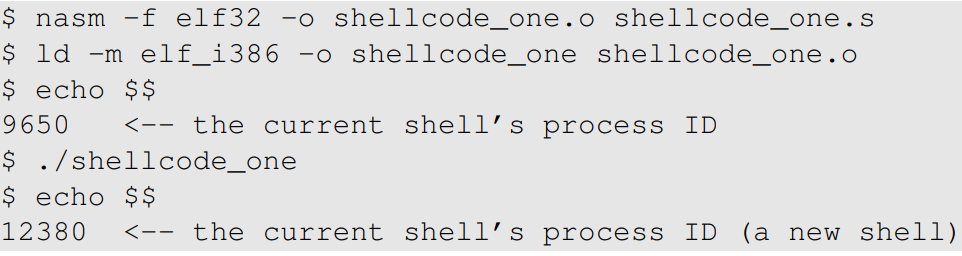 $ nasm -f elf32 -o shellcode_one.o shellcode_one.s
$ ld -m elf_i386 -o shellcode_one shellcode_one.o
$ echo $$
9650   <-- the current shell’s process ID
$ ./shellcode_one
$ echo $$
12380  <-- the current shell’s process ID (a new shell)